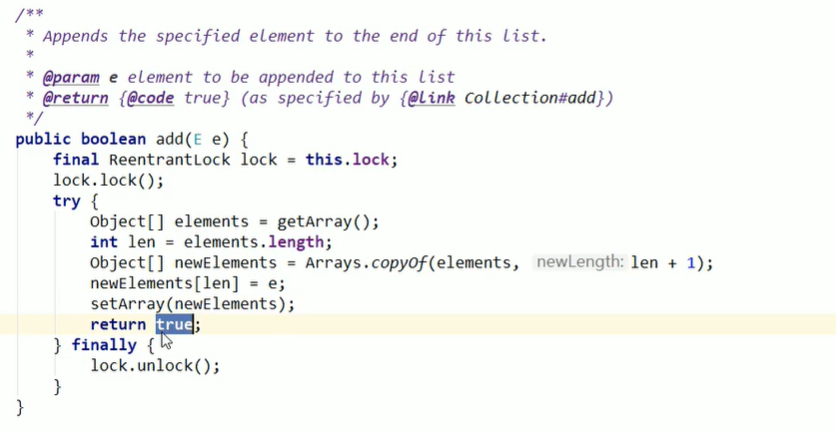 /**
 * Appends the specified element to the end of this list.
 *
 * @param e element to be appended to this list
 * @return {@code true} (as specified by {@link Collection#add})
 */
public boolean add(E e) {
    final ReentrantLock lock = this.lock;
    lock.lock();
    try {
        Object[] elements = getArray();
        int len = elements.length;
        Object[] newElements = Arrays.copyOf(elements, newLength: len + 1);
        newElements[len] = e;
        setArray(newElements);
        return true;
    } finally {
        lock.unlock();
    }
}